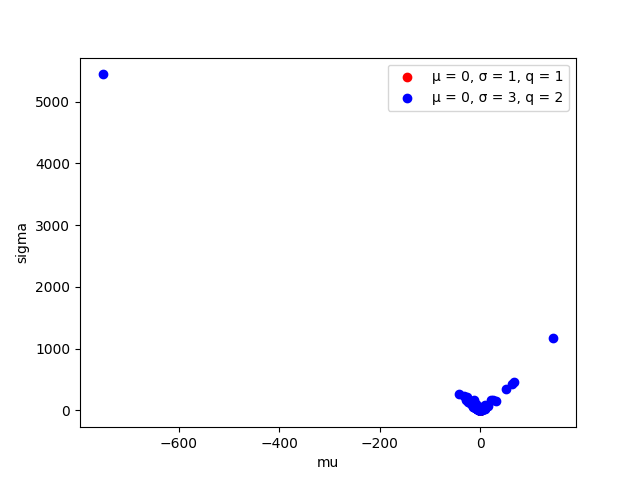 μ = 0, σ = 1, q = 1
μ = 0, σ = 3, q = 2
5000
4000
3000
2000
1000
0
sigma
−600
−400
−200
0
mu